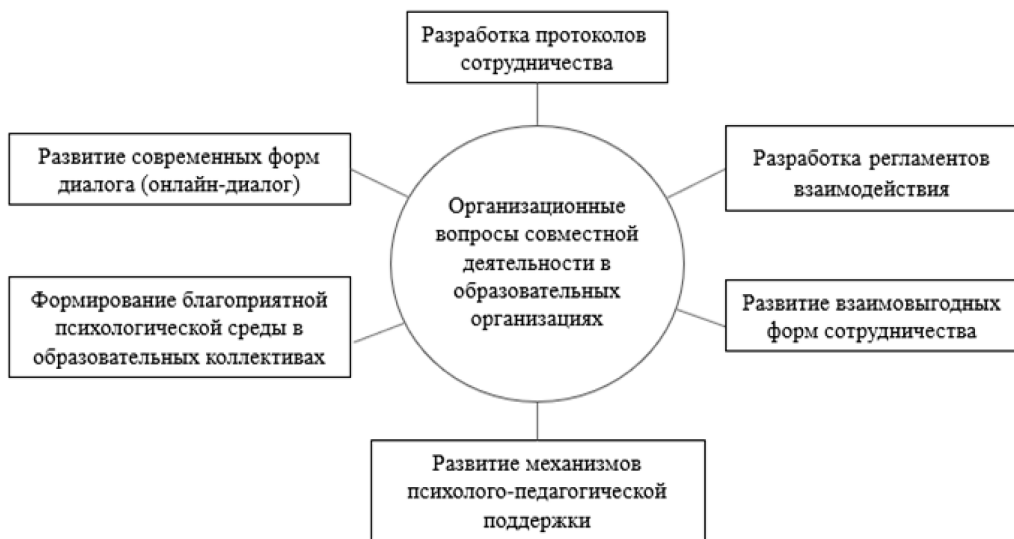 Разработка протоколов
сотрудничества
Развитие современных форм
диалога (онлайн-диалог)
Разработка регламентов
взаимодействия
Организационные
вопросы совместной
деятельности в
образовательных
организациях
Формирование благоприятной
психологической среды в
образовательных коллективах
Развитие взаимовыгодных
форм сотрудничества
Развитие механизмов
психолого-педагогической
поддержки